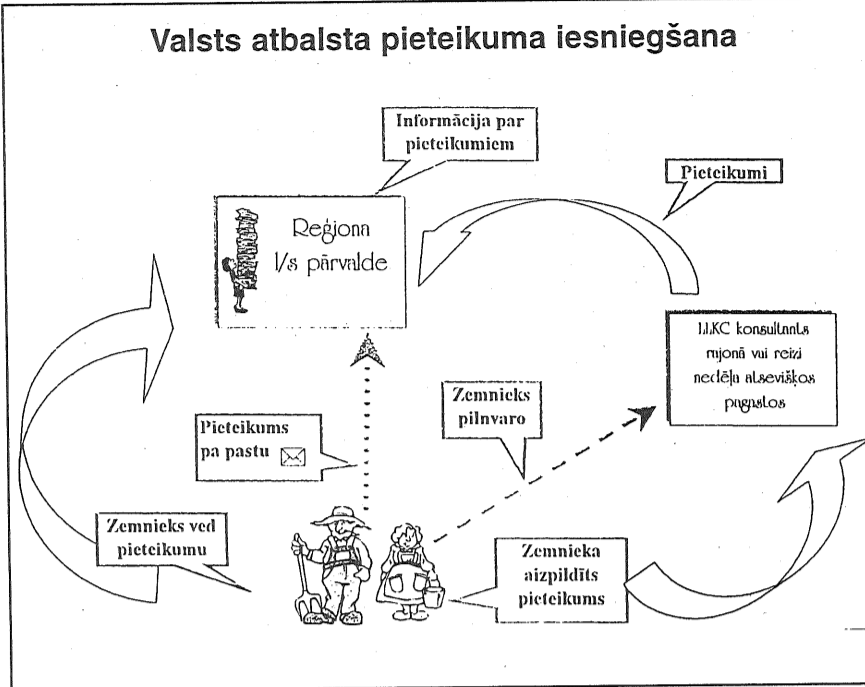 Valsts atbalsta pieteikuma iesniegšana
Informācija par
pieteikumiem
Pieteikumi
Reģiona
l/s pārvalde
LLKC konsultants
rajonā vai reizi
nedēļā atsevišķos
pagastos
Zemnieks
pilnvaro
Pieteikums
pa pastu
Zemnieks ved
pieteikumu
Zemnieka
aizpildīts
pieteikums